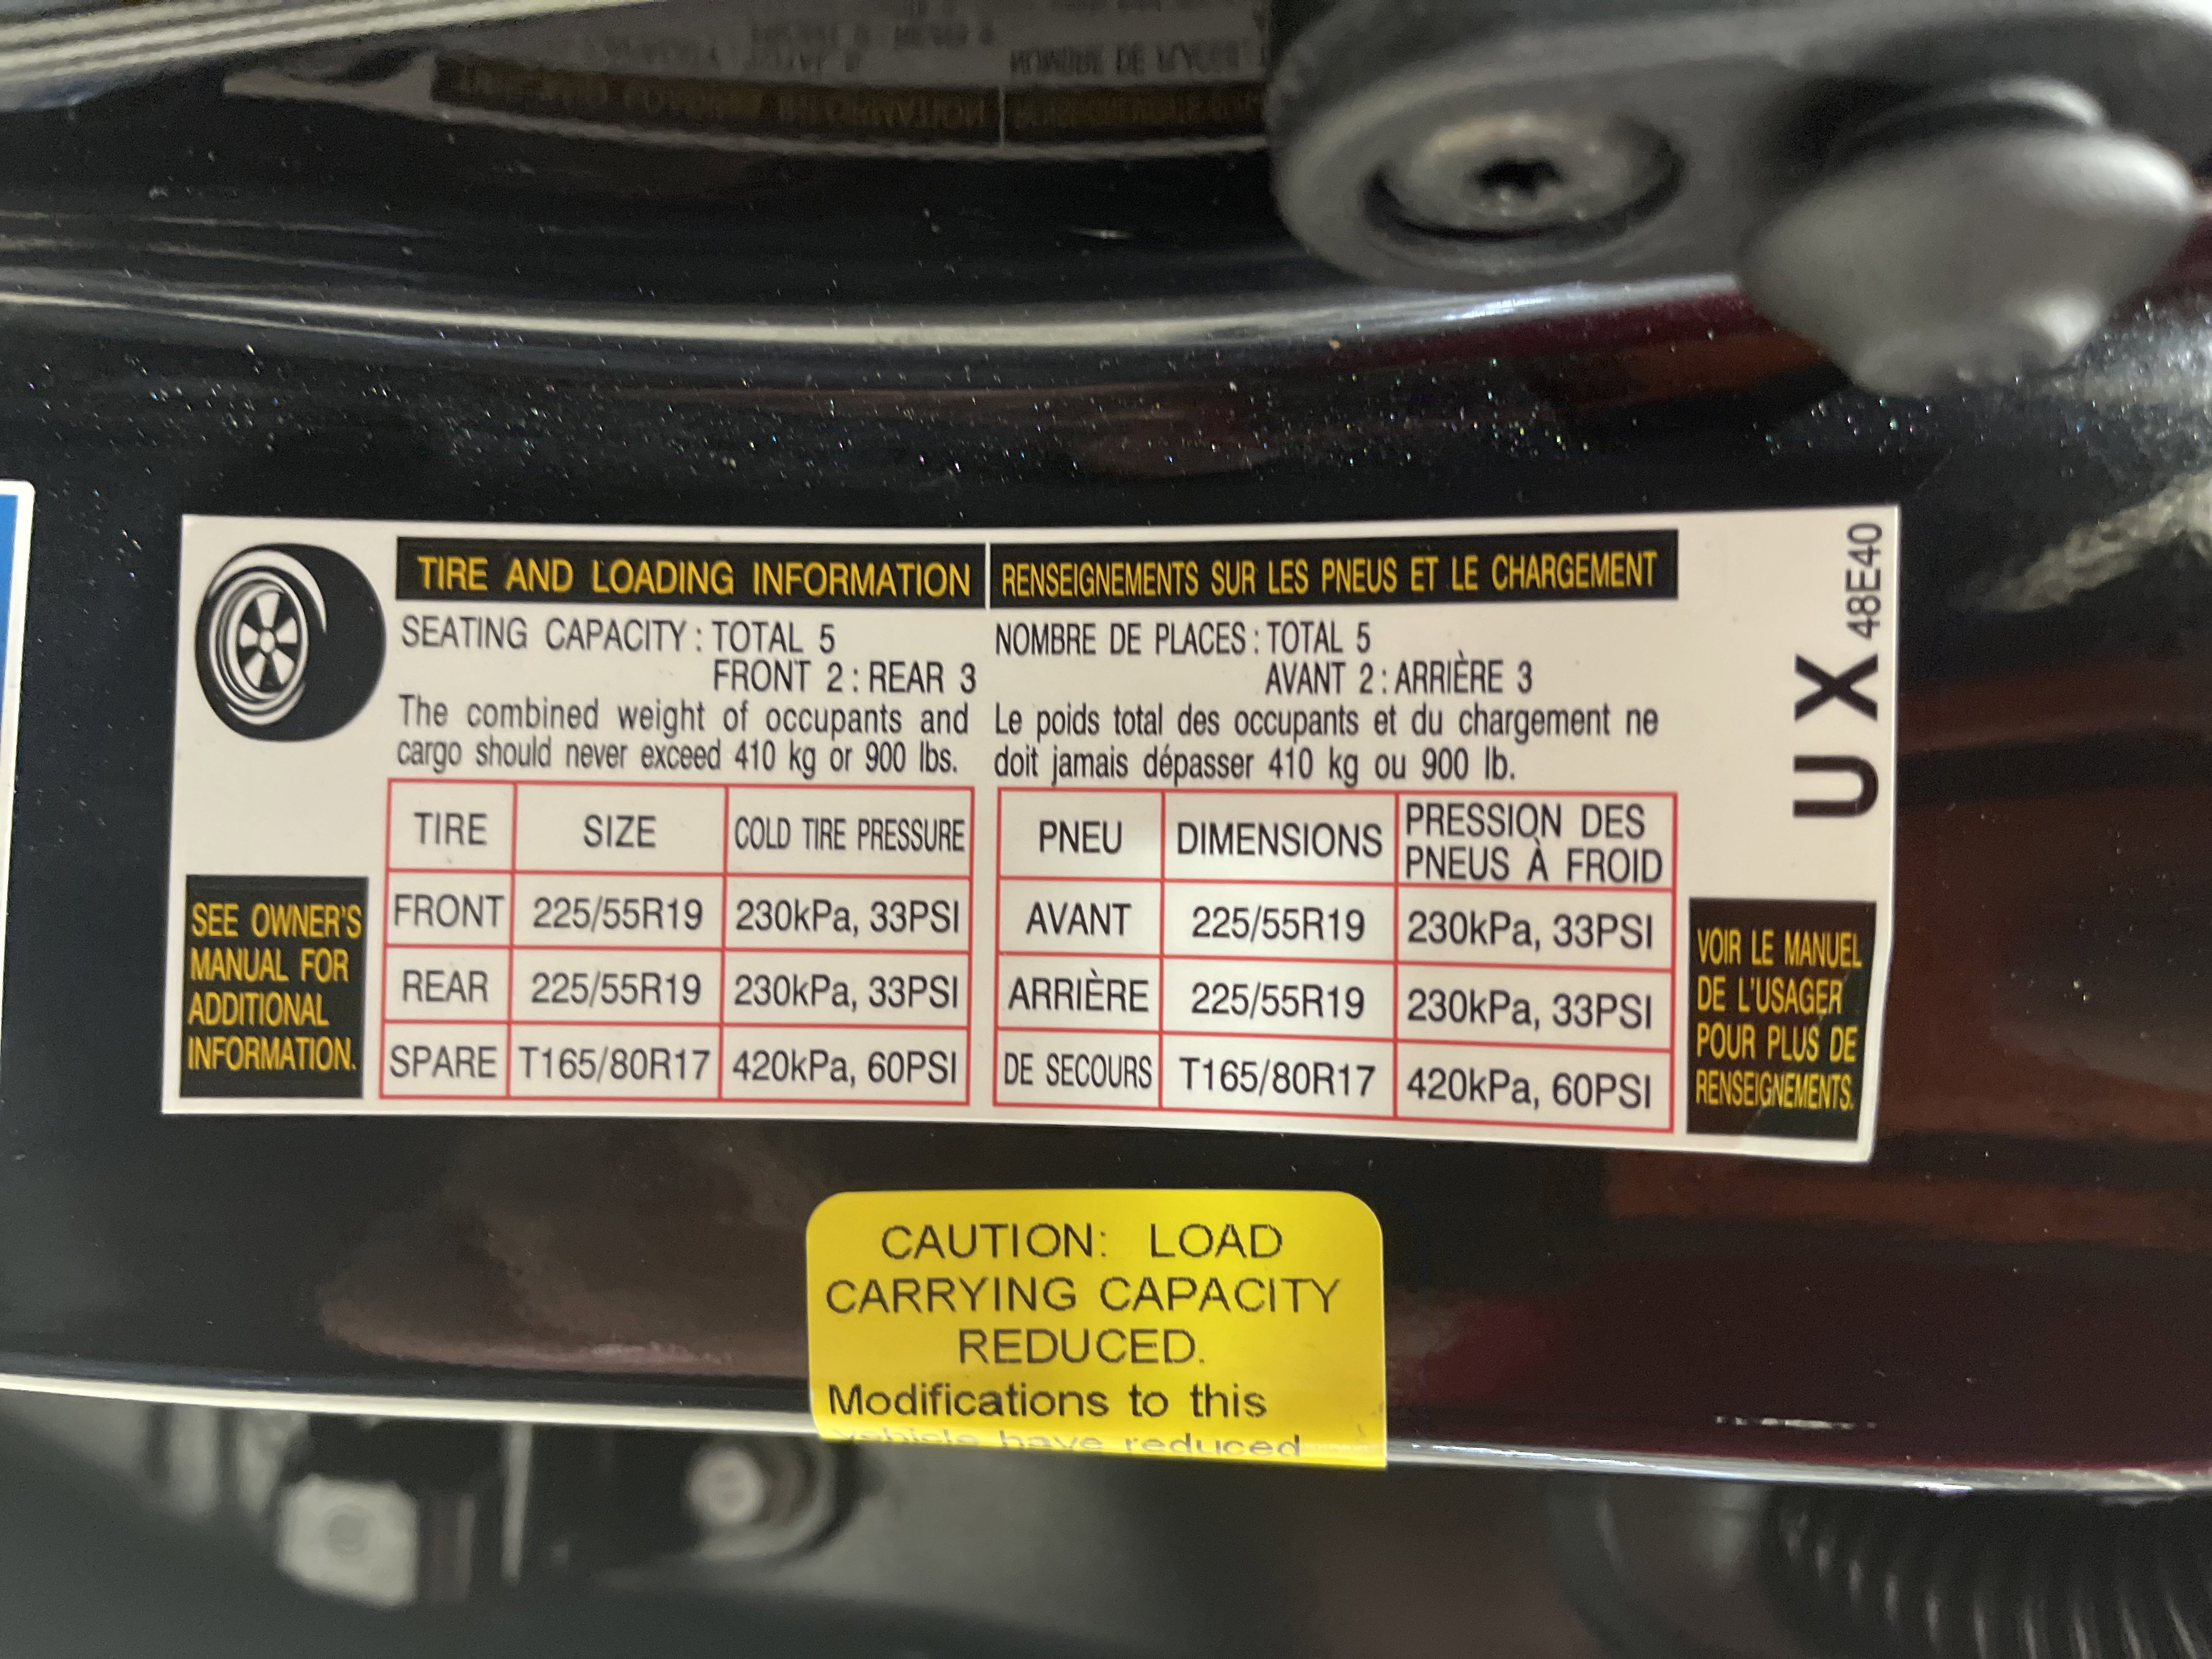 TIRE AND LOADING INFORMATION
SEATING CAPACITY : TOTAL 5
FRONT 2 : REAR 3
The combined weight of occupants and
cargo should never exceed 410 kg or 900 lbs.
TIRE SIZE COLD TIRE PRESSURE
FRONT 225/55R19 230kPa, 33PSI
REAR 225/55R19 230kPa, 33PSI
SPARE T165/80R17 420kPa, 60PSI
SEE OWNER'S
MANUAL FOR
ADDITIONAL
INFORMATION.
RENSEIGNEMENTS SUR LES PNEUS ET LE CHARGEMENT
NOMBRE DE PLACES : TOTAL 5
AVANT 2 : ARRIÈRE 3
Le poids total des occupants et du chargement ne
doit jamais dépasser 410 kg ou 900 lb.
PNEU DIMENSIONS PRESSION DES
PNEUS À FROID
AVANT 225/55R19 230kPa, 33PSI
ARRIÈRE 225/55R19 230kPa, 33PSI
DE SECOURS T165/80R17 420kPa, 60PSI
VOIR LE MANUEL
DE L'USAGER
POUR PLUS DE
RENSEIGNEMENTS.
UX 48E40
CAUTION: LOAD
CARRYING CAPACITY
REDUCED.
Modifications to this
vehicle have reduced